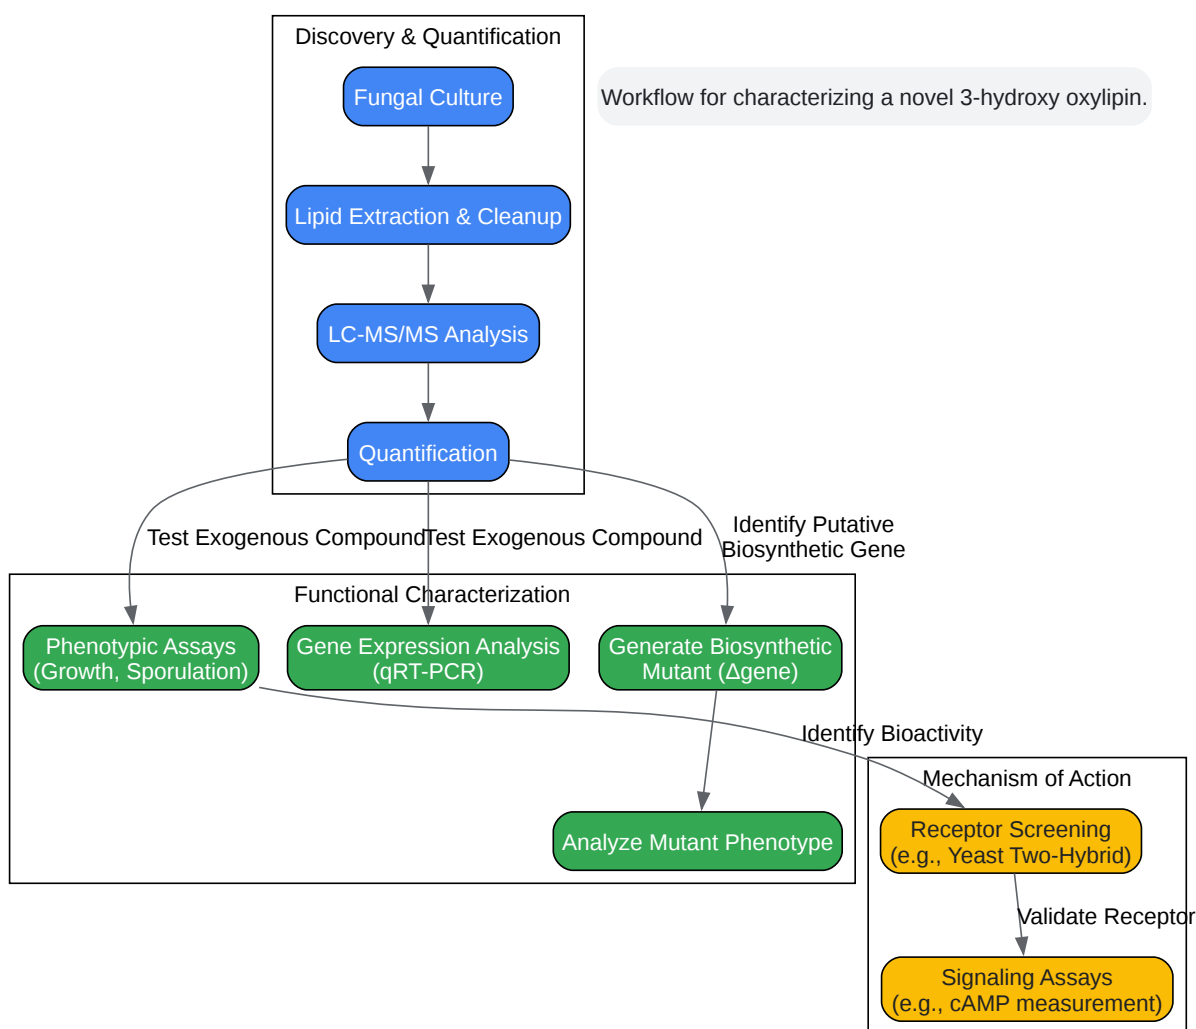 Discovery & Quantification
Fungal Culture
Workflow for characterizing a novel 3-hydroxy oxylipin.
Lipid Extraction & Cleanup
LC-MS/MS Analysis
Quantification
Test Exogenous Compound
Test Exogenous Compound
Identify Putative
Biosynthetic Gene
Functional Characterization
Phenotypic Assays
(Growth, Sporulation)
Gene Expression Analysis
(qRT-PCR)
Generate Biosynthetic
Mutant (Δgene)
Identify Bioactivity
Mechanism of Action
Analyze Mutant Phenotype
Receptor Screening
(e.g., Yeast Two-Hybrid)
Validate Receptor
Signaling Assays
(e.g., cAMP measurement)